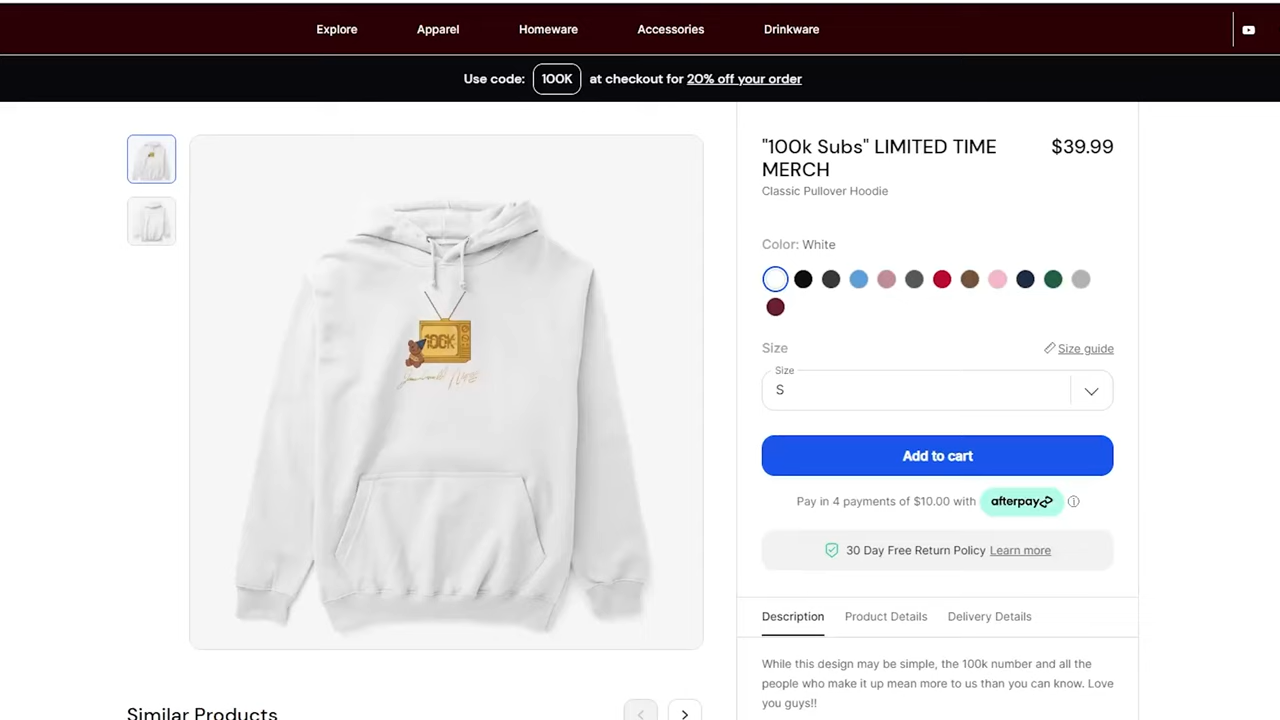 Explore Apparel Homeware Accessories Drinkware
Use code: 100K at checkout for 20% off your order
"100k Subs" LIMITED TIME
MERCH
$39.99
Classic Pullover Hoodie
Color: White
Size
Size guide
Size
S
Add to cart
Pay in 4 payments of $10.00 with afterpay
30 Day Free Return Policy Learn more
Description Product Details Delivery Details
While this design may be simple, the 100k number and all the
people who make it up mean more to us than you can know. Love
you guys!!
100K
Similar Products